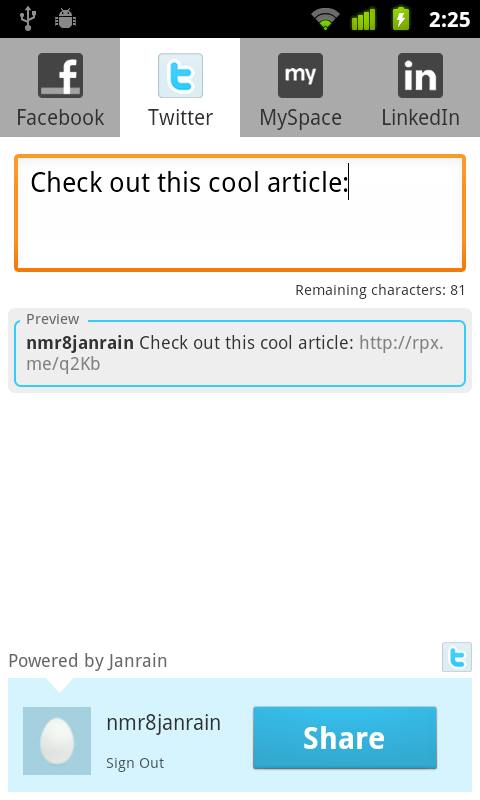 2:25
f
t
my
in
Facebook
Twitter
MySpace
LinkedIn
Check out this cool article:
Remaining characters: 81
Preview
nmr8janrain Check out this cool article: http://rpx.
me/q2Kb
Powered by Janrain
t
nmr8janrain
Sign Out
Share